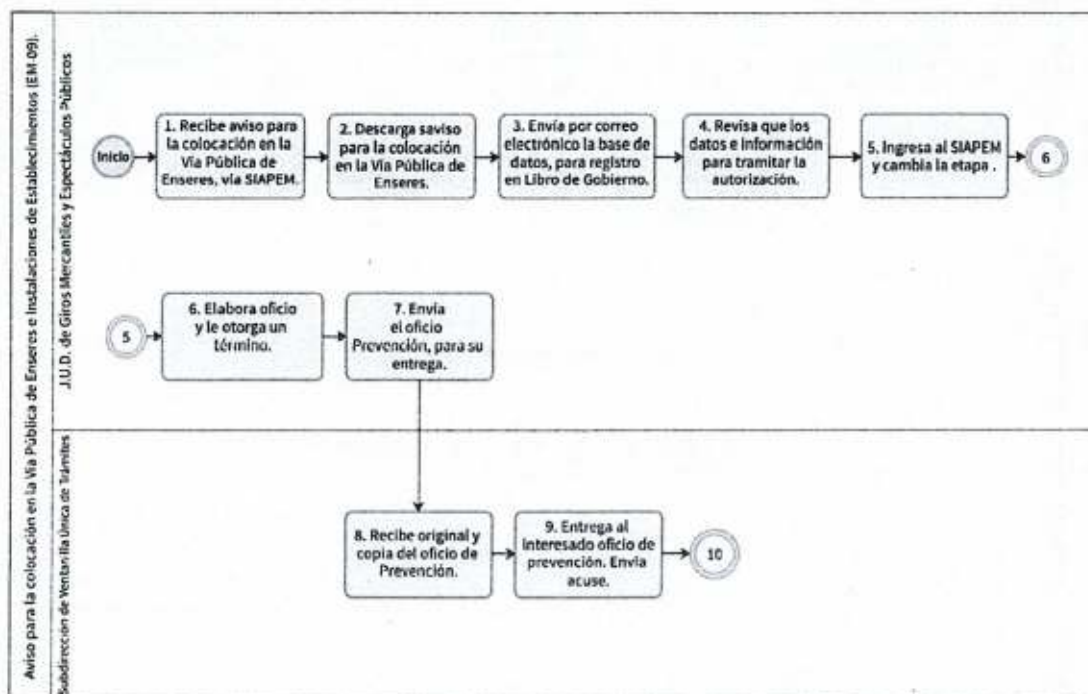 Aviso para la colocación en la Vía Pública de Enseres e Instalaciones de Establecimientos (EM-09).
J.U.D. de Giros Mercantiles y Espectáculos Públicos
Inicio
1. Recibe aviso para
la colocación en la
Vía Pública de
Enseres, vía SIAPEM.
2. Descarga saviso
para la colocación
en la Vía Pública de
Enseres.
3. Envía por correo
electrónico la base de
datos, para registro
en Libro de Gobierno.
4. Revisa que los
datos e información
para tramitar la
autorización.
5. Ingresa al SIAPEM
y cambia la etapa .
6
5
6. Elabora oficio
y le otorga un
término.
7. Envía
el oficio
Prevención, para su
entrega.
Subdirección de Ventanilla Única de Trámites
8. Recibe original y
copia del oficio de
Prevención.
9. Entrega al
interesado oficio de
prevención. Envia
acuse.
10